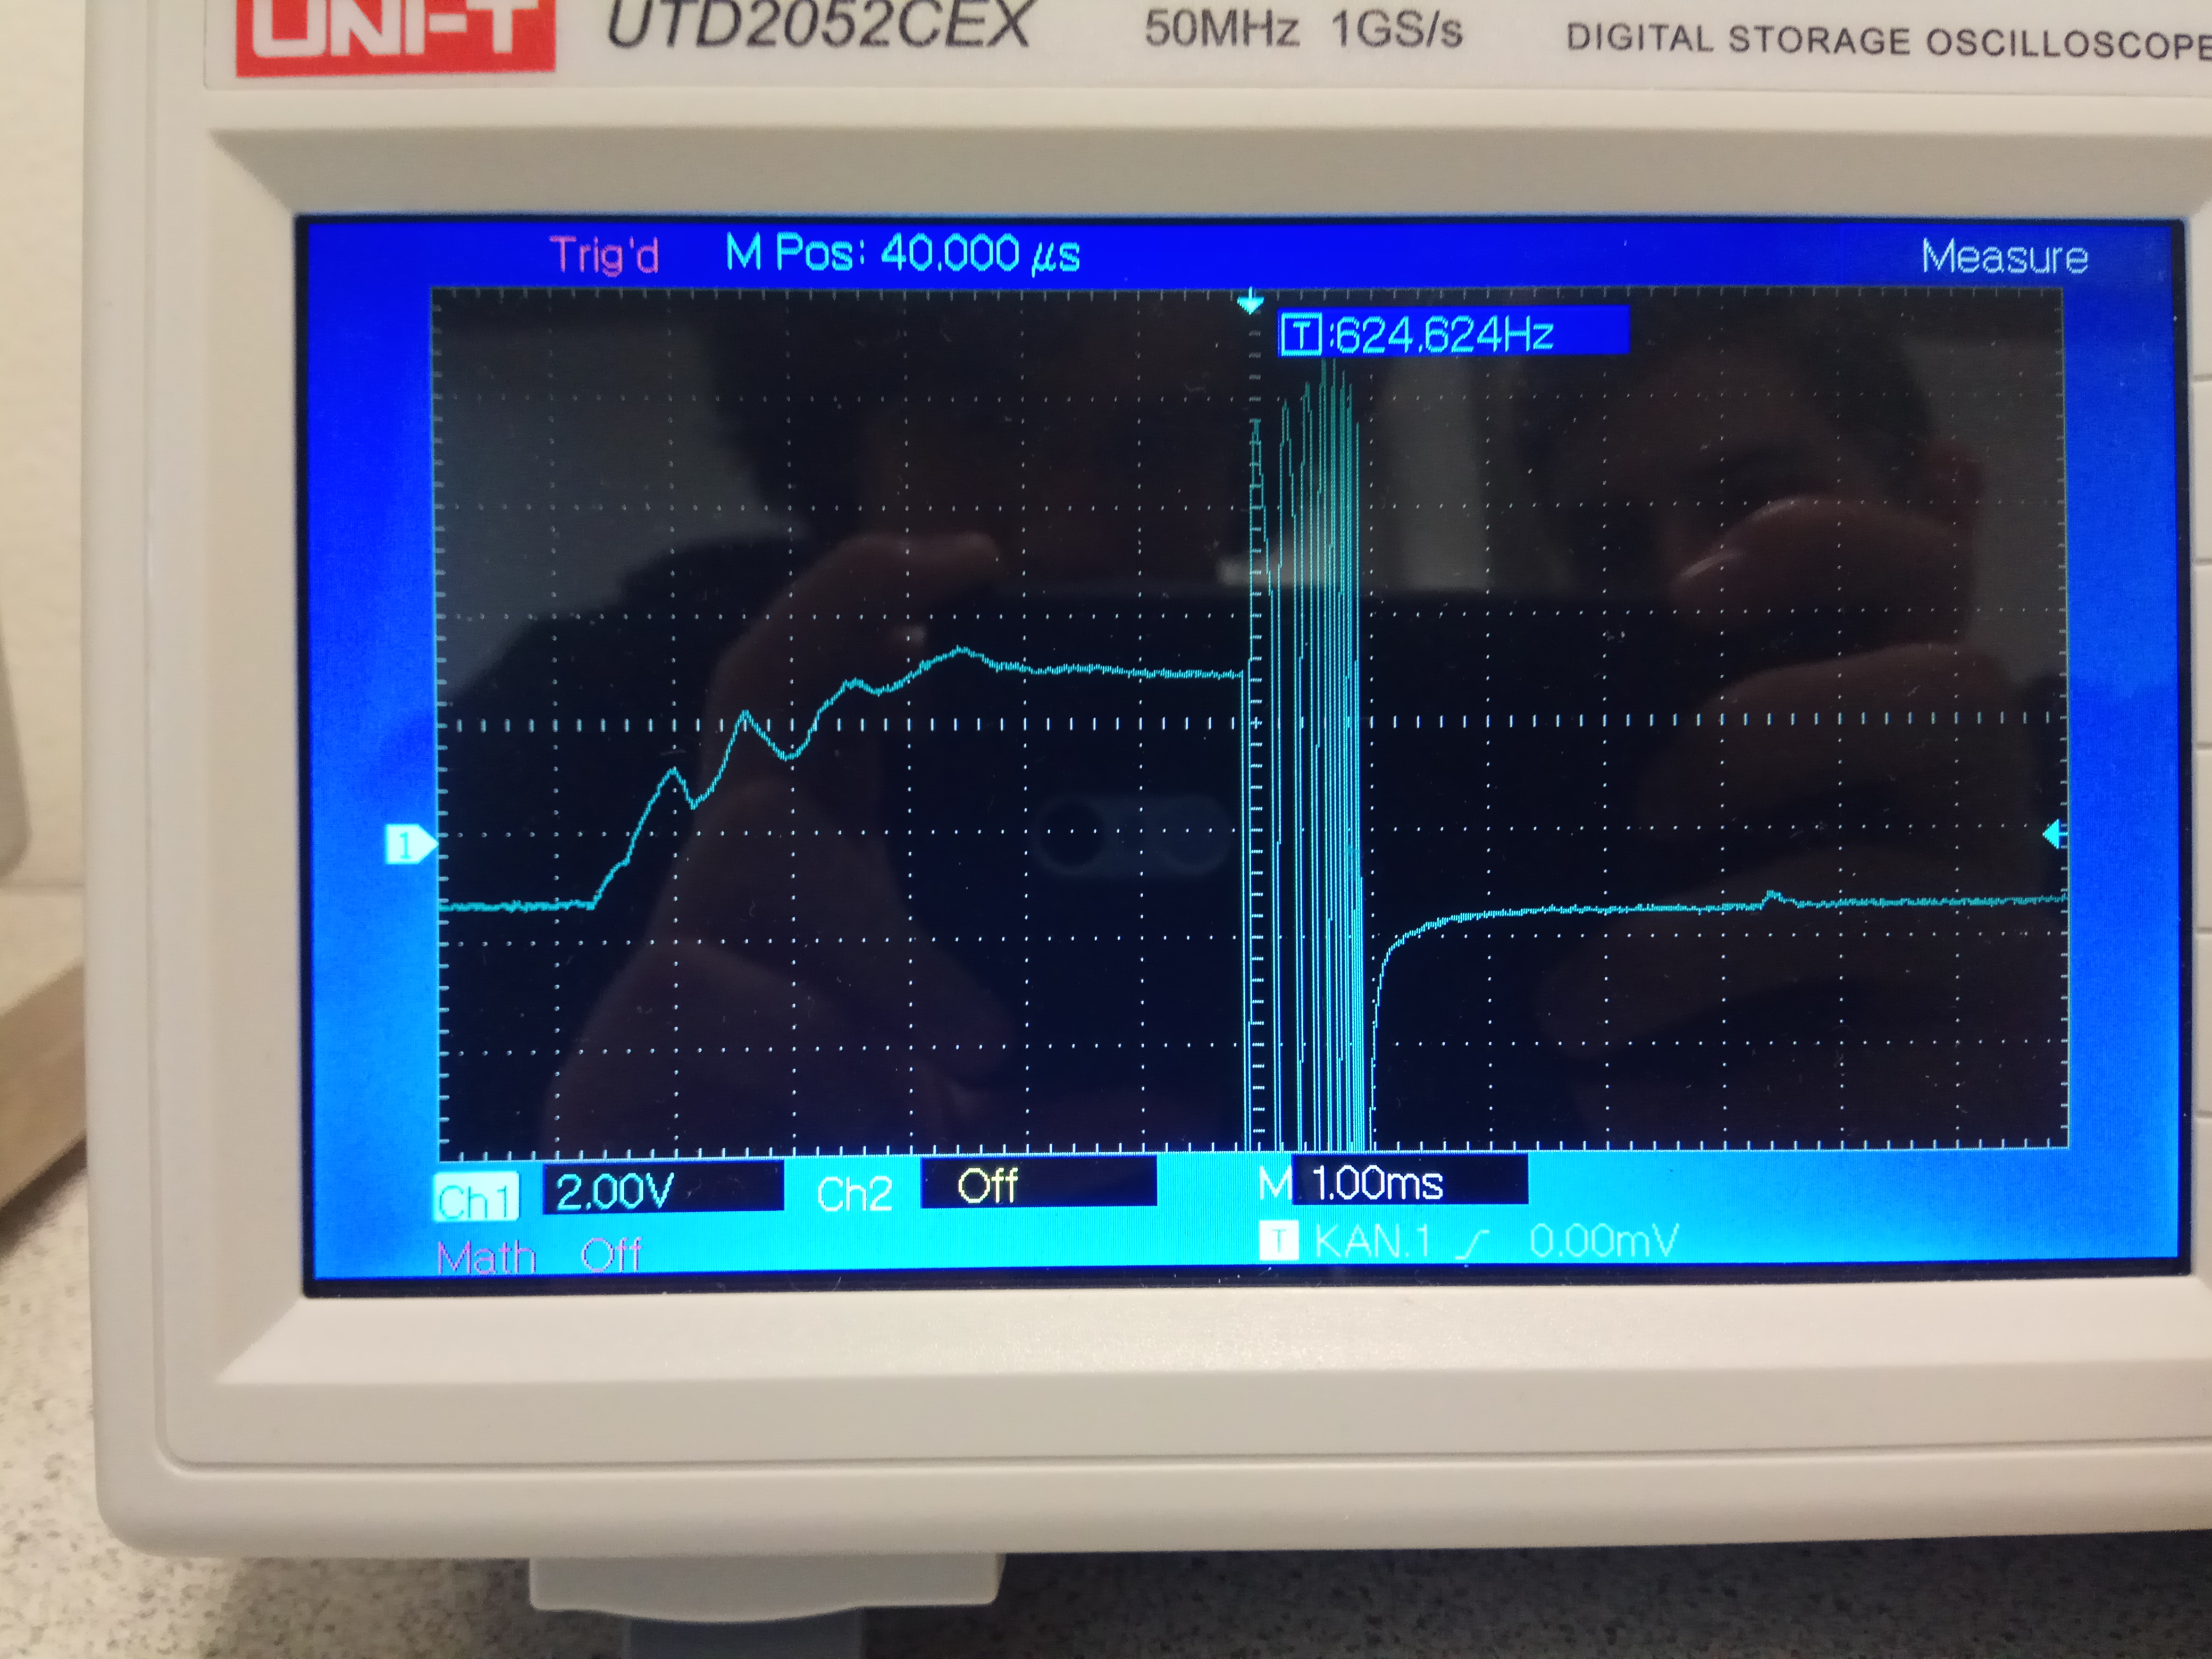 UNI-T UTD2052CEX 50MHz 1GS/s DIGITAL STORAGE OSCILLOSCOPE
Trig'd M Pos: 40.000 µs Measure
T :624.624Hz
1
Ch1 2.00V Ch2 Off M 1.00ms
Math Off T KAN.1 0.00mV